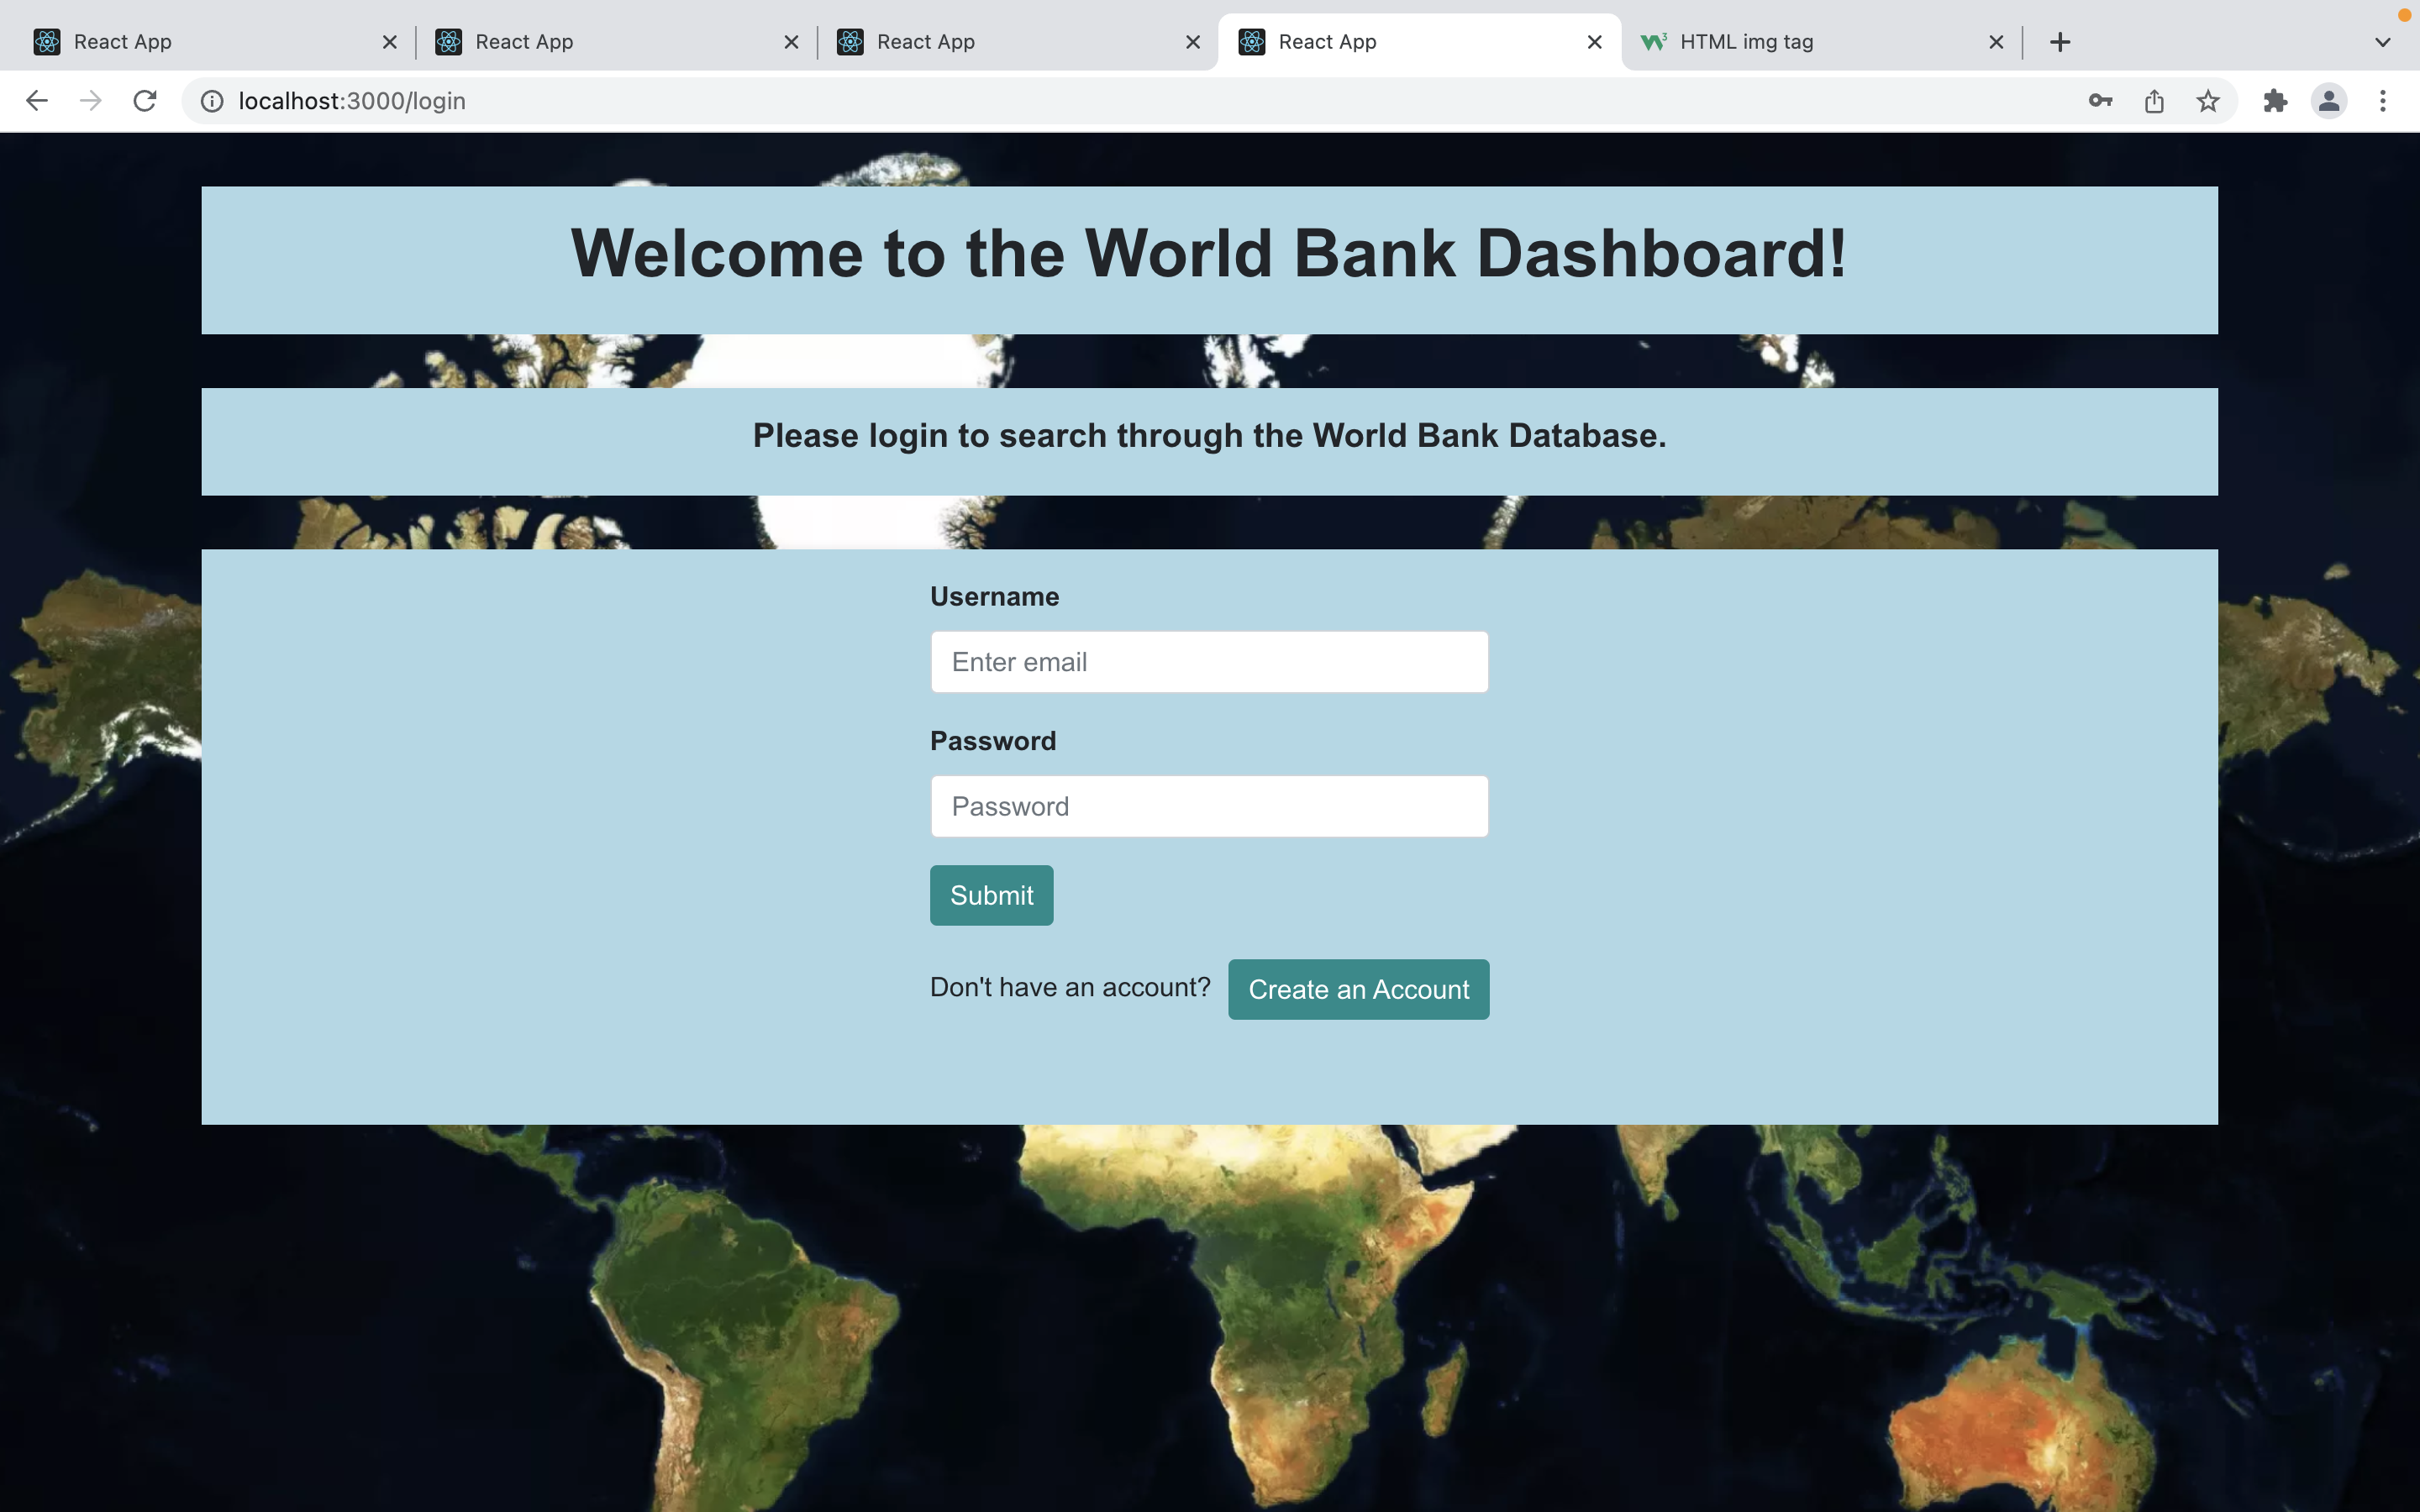 React App
React App
React App
React App
W3 HTML img tag
localhost:3000/login
Welcome to the World Bank Dashboard!
Please login to search through the World Bank Database.
Username
Enter email
Password
Password
Submit
Don't have an account? Create an Account